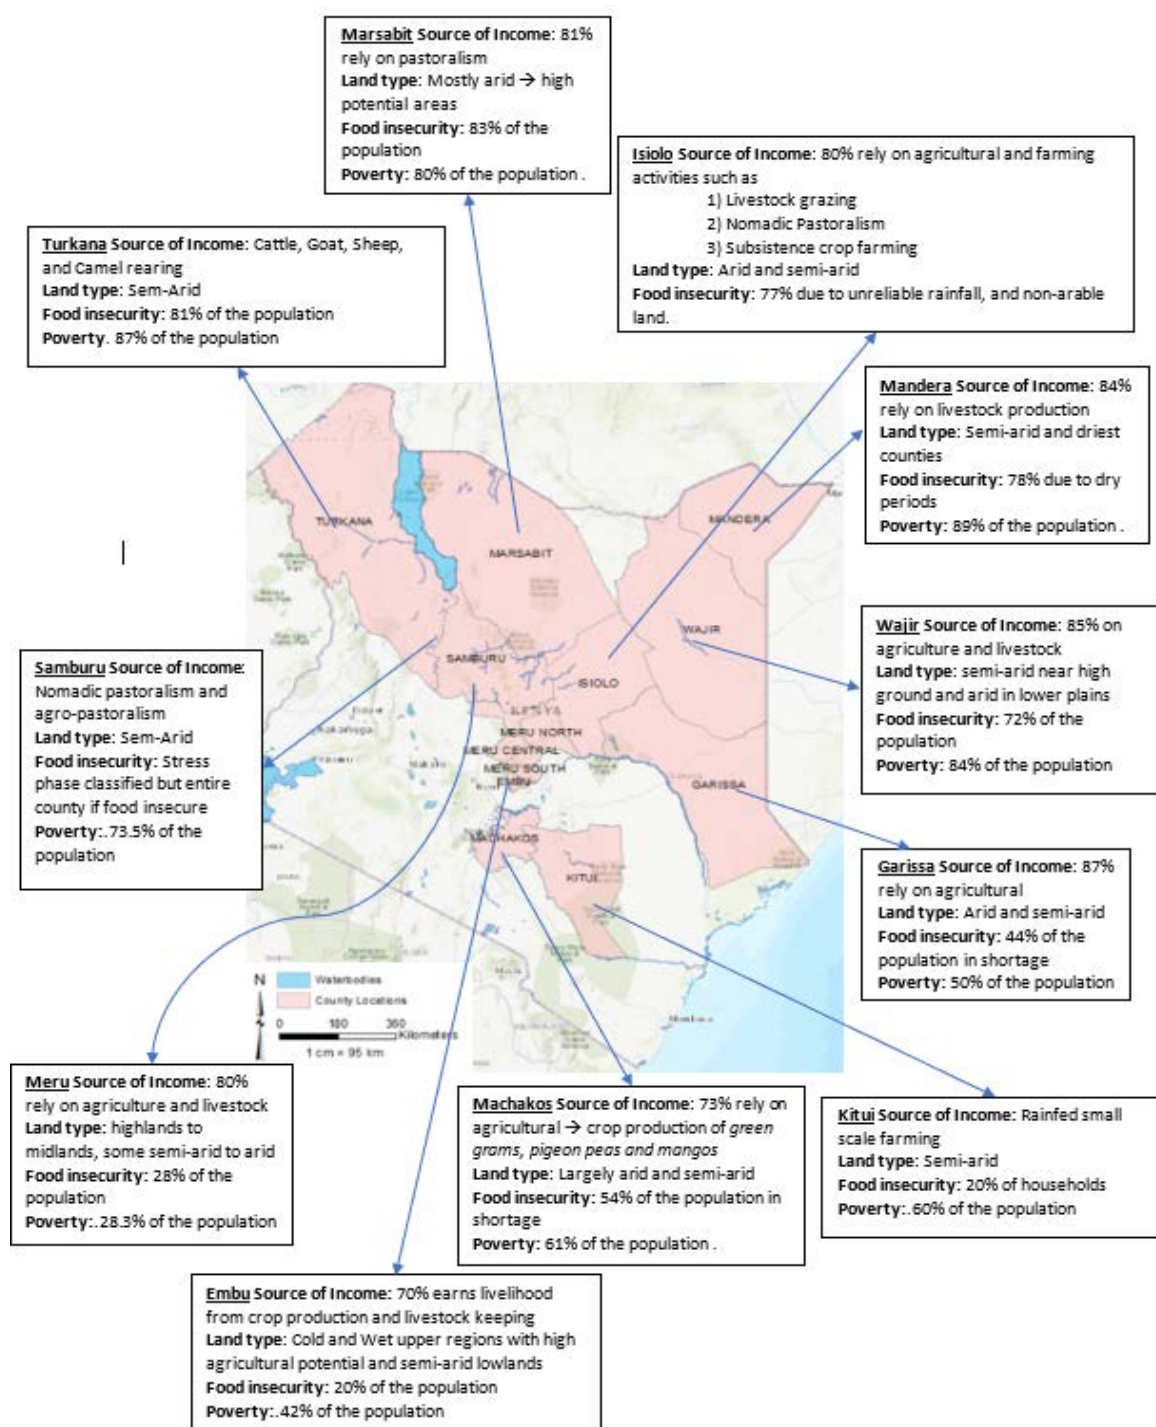 Marsabit Source of Income: 81%
rely on pastoralism
Land type: Mostly arid → high
potential areas
Food insecurity: 83% of the
population
Poverty: 80% of the population .
Isiolo Source of Income: 80% rely on agricultural and farming
activities such as
1) Livestock grazing
2) Nomadic Pastoralism
3) Subsistence crop farming
Land type: Arid and semi-arid
Food insecurity: 77% due to unreliable rainfall, and non-arable
land.
Turkana Source of Income: Cattle, Goat, Sheep,
and Camel rearing
Land type: Sem-Arid
Food insecurity: 81% of the population
Poverty. 87% of the population
Mandera Source of Income: 84%
rely on livestock production
Land type: Semi-arid and driest
counties
Food insecurity: 78% due to dry
periods
Poverty: 89% of the population .
TURKANA
MARSABIT
MANDERA
WAJIR
SAMBURU
ISIOLO
KENYA
MERU NORTH
MERU CENTRAL
MERU SOUTH
EMBU
GARISSA
MACHAKOS
KITUI
Wajir Source of Income: 85% on
agriculture and livestock
Land type: semi-arid near high
ground and arid in lower plains
Food insecurity: 72% of the
population
Poverty: 84% of the population
Samburu Source of Income:
Nomadic pastoralism and
agro-pastoralism
Land type: Sem-Arid
Food insecurity: Stress
phase classified but entire
county if food insecure
Poverty:.73.5% of the
population
Garissa Source of Income: 87%
rely on agricultural
Land type: Arid and semi-arid
Food insecurity: 44% of the
population in shortage
Poverty: 50% of the population
N
Waterbodies
County Locations
0 180 360
Kilometers
1 cm = 95 km
Mombasa
Meru Source of Income: 80%
rely on agriculture and livestock
Land type: highlands to
midlands, some semi-arid to arid
Food insecurity: 28% of the
population
Poverty:.28.3% of the population
Machakos Source of Income: 73% rely on
agricultural → crop production of green
grams, pigeon peas and mangos
Land type: Largely arid and semi-arid
Food insecurity: 54% of the population in
shortage
Poverty: 61% of the population .
Kitui Source of Income: Rainfed small
scale farming
Land type: Semi-arid
Food insecurity: 20% of households
Poverty:.60% of the population
Embu Source of Income: 70% earns livelihood
from crop production and livestock keeping
Land type: Cold and Wet upper regions with high
agricultural potential and semi-arid lowlands
Food insecurity: 20% of the population
Poverty:.42% of the population